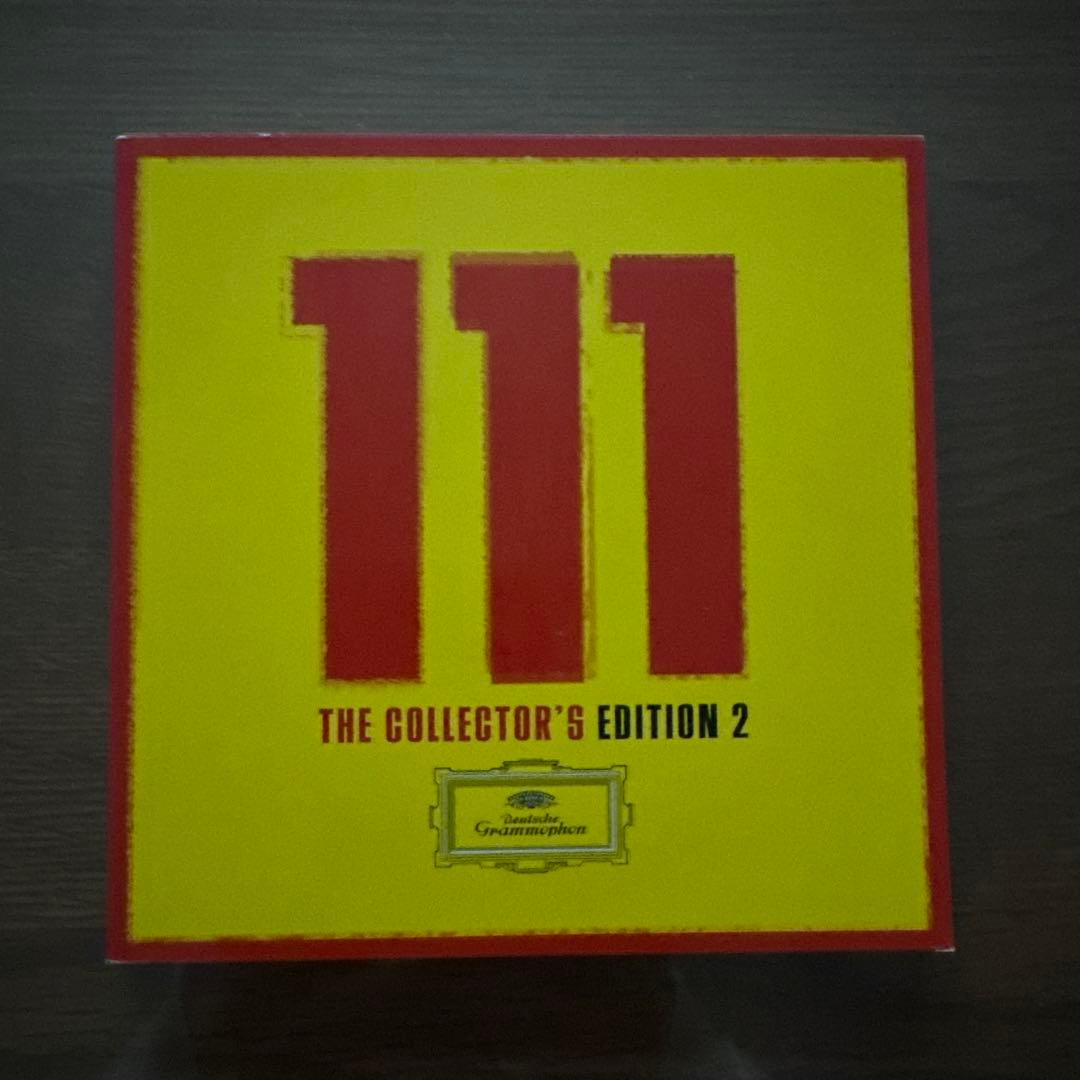 111
THE COLLECTOR'S EDITION 2
Deutsche
Grammophon